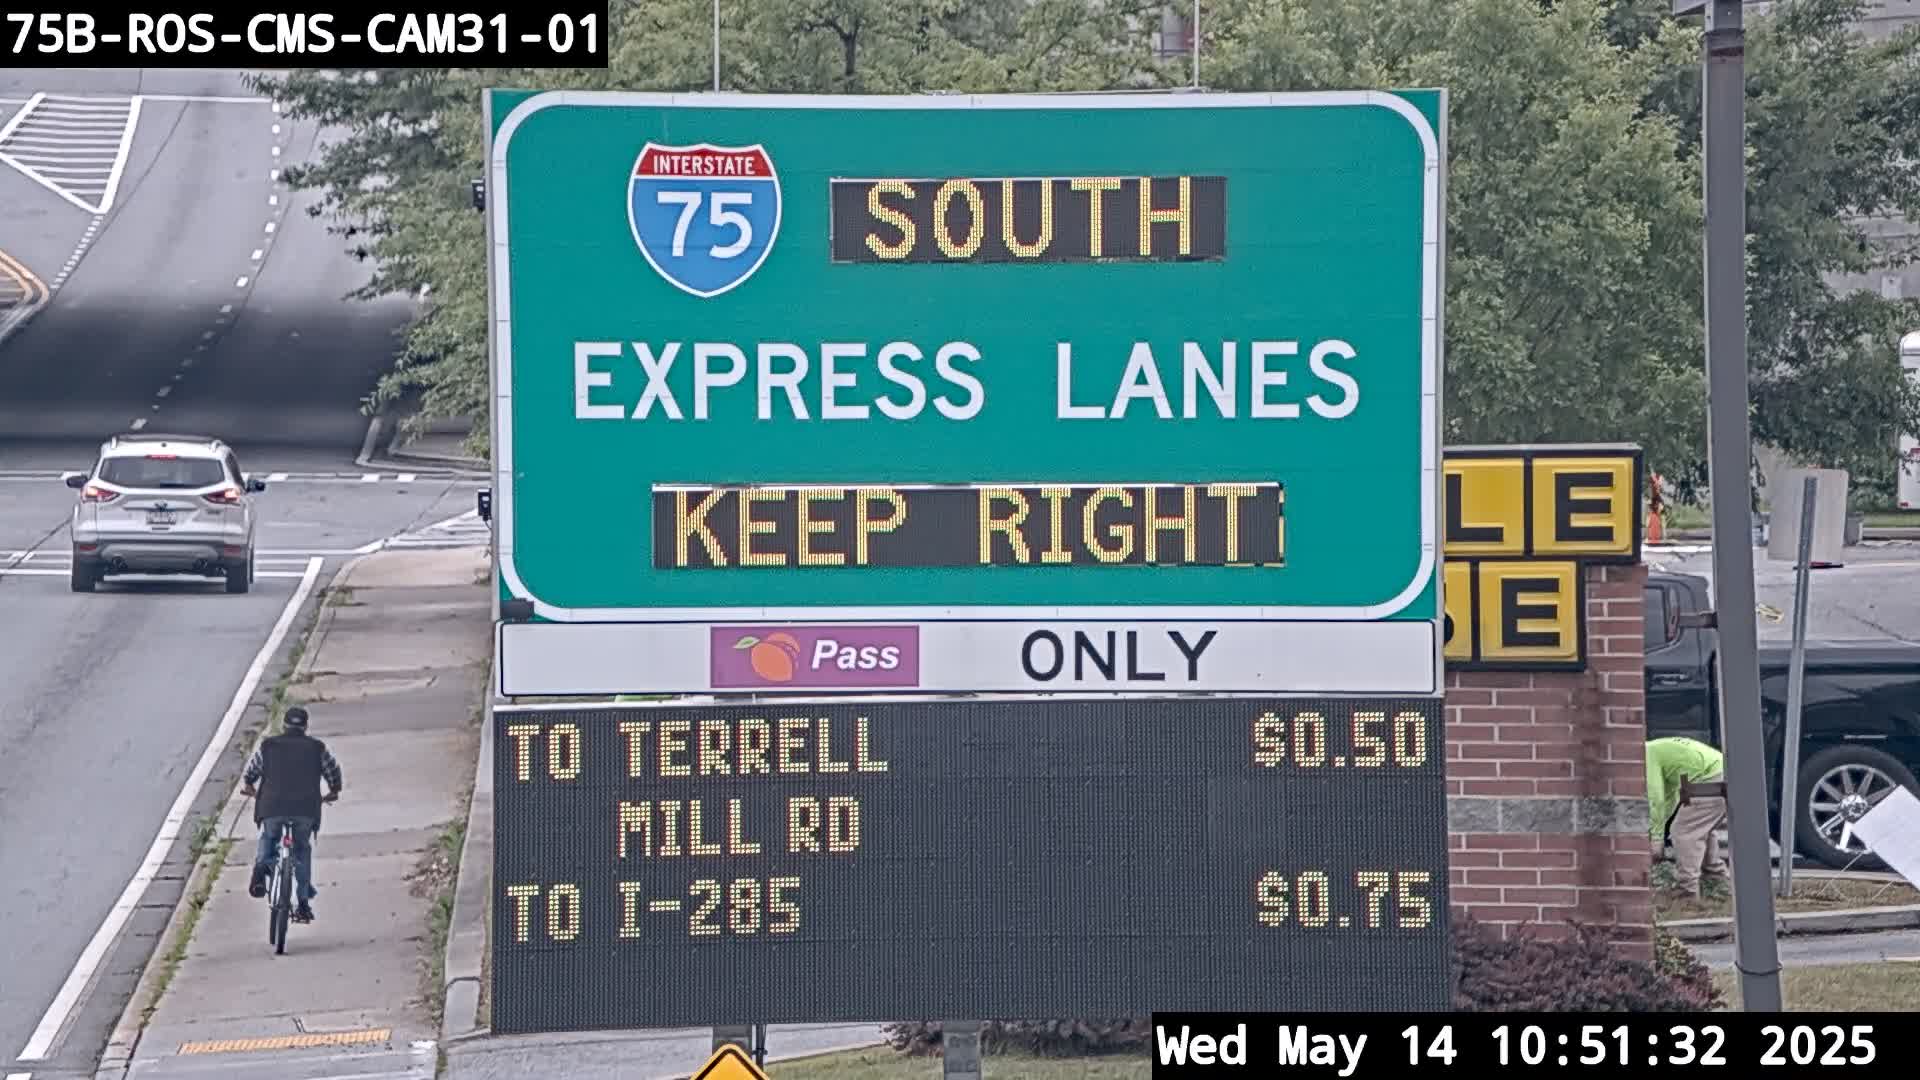 75B-ROS-CMS-CAM31-01
INTERSTATE
75
SOUTH
EXPRESS LANES
KEEP RIGHT
LE
E
Pass ONLY
TO TERRELL $0.50
MILL RD
TO I-285 $0.75
Wed May 14 10:51:32 2025